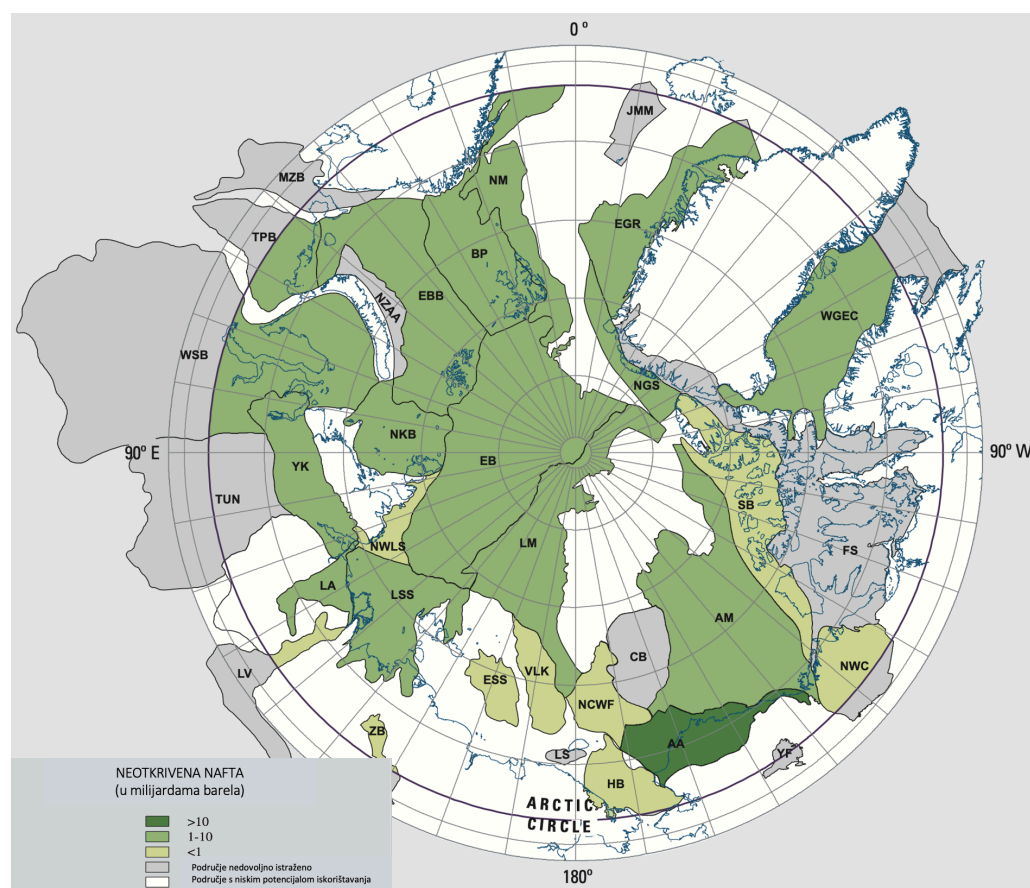 0º
JMM
MZB
NM
EGR
TPB
BP
EBB
NZAA
WGEC
WSB
NGS
NKB
90º E
EB
90º W
YK
TUN
SB
LM
NWLS
FS
LA
LSS
AM
CB
NWC
LV
VLK
ESS
NCWF
ZB
AA
LS
YF
HB
ARCTIC
CIRCLE
180º
NEOTKRIVENA NAFTA
(u milijardama barela)
>10
1-10
<1
Područje nedovoljno istraženo
Područje s niskim potencijalom iskorištavanja